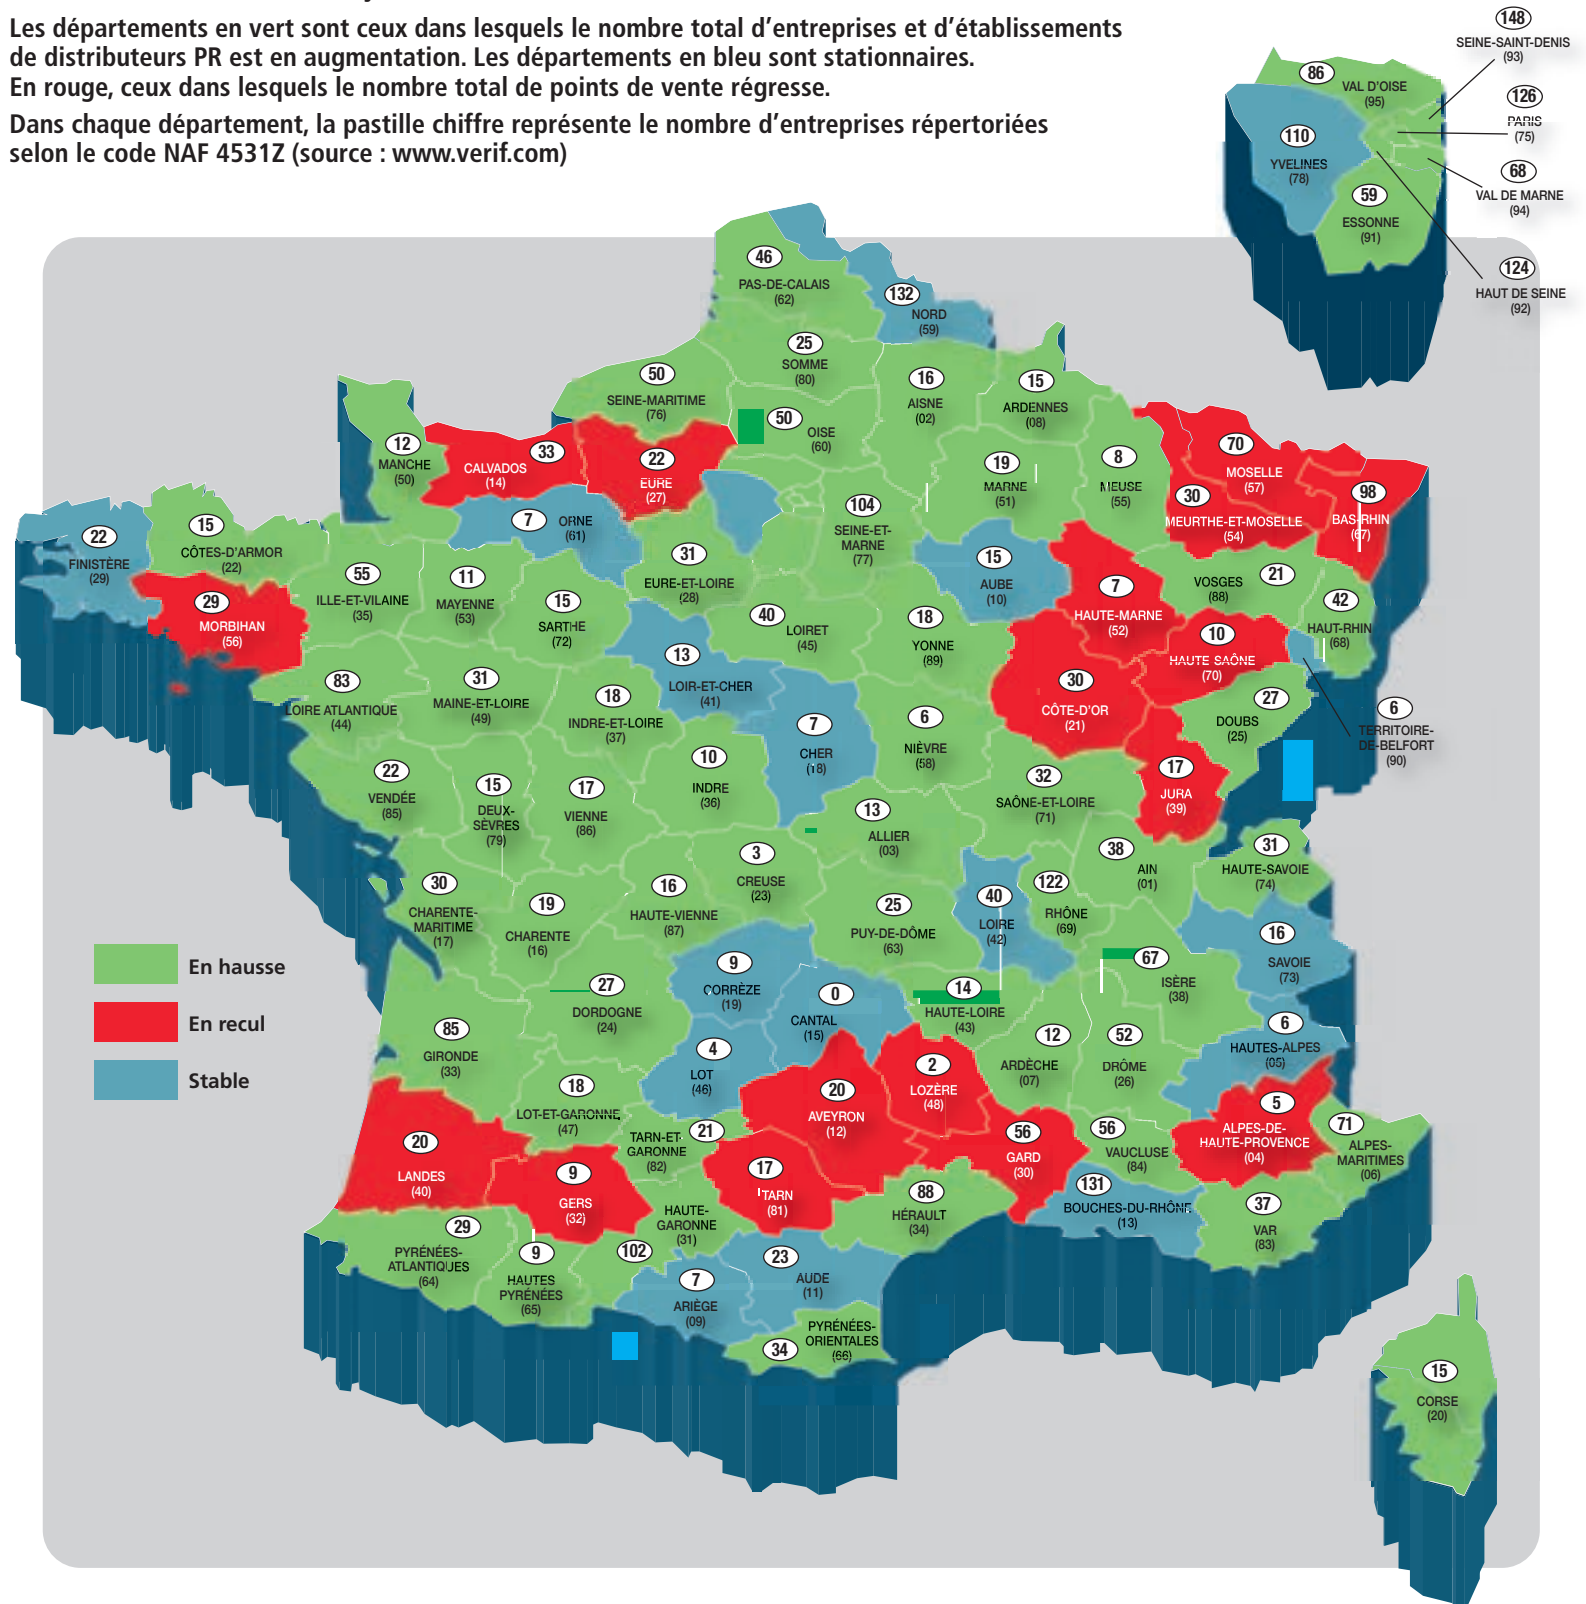 Les départements en vert sont ceux dans lesquels le nombre total d'entreprises et d'établissements
de distributeurs PR est en augmentation. Les départements en bleu sont stationnaires.
En rouge, ceux dans lesquels le nombre total de points de vente régresse.
Dans chaque département, la pastille chiffre représente le nombre d'entreprises répertoriées
selon le code NAF 4531Z (source : www.verif.com)
148
SEINE-SAINT-DENIS
(93)
86
VAL D'OISE
(95)
126
PARIS
(75)
110
YVELINES
(78)
68
VAL DE MARNE
(94)
59
ESSONNE
(91)
124
HAUT DE SEINE
(92)
46
PAS-DE-CALAIS
(62)
132
NORD
(59)
25
SOMME
(80)
50
SEINE-MARITIME
(76)
16
AISNE
(02)
15
ARDENNES
(08)
50
OISE
(60)
12
MANCHE
(50)
33
CALVADOS
(14)
22
EURE
(27)
19
MARNE
(51)
8
MEUSE
(55)
70
MOSELLE
(57)
30
MEURTHE-ET-MOSELLE
(54)
98
BAS-RHIN
(67)
7
ORNE
(61)
104
SEINE-ET-
MARNE
(77)
22
FINISTÈRE
(29)
15
CÔTES-D'ARMOR
(22)
55
ILLE-ET-VILAINE
(35)
11
MAYENNE
(53)
15
SARTHE
(72)
31
EURE-ET-LOIRE
(28)
15
AUBE
(10)
7
HAUTE-MARNE
(52)
21
VOSGES
(88)
42
HAUT-RHIN
(68)
29
MORBIHAN
(56)
40
LOIRET
(45)
18
YONNE
(89)
10
HAUTE SAÔNE
(70)
83
LOIRE ATLANTIQUE
(44)
31
MAINE-ET-LOIRE
(49)
18
INDRE-ET-LOIRE
(37)
13
LOIR-ET-CHER
(41)
7
CHER
(18)
6
NIÈVRE
(58)
30
CÔTE-D'OR
(21)
27
DOUBS
(25)
6
TERRITOIRE-
DE-BELFORT
(90)
22
VENDÉE
(85)
15
DEUX-
SÈVRES
(79)
17
VIENNE
(86)
10
INDRE
(36)
32
SAÔNE-ET-LOIRE
(71)
17
JURA
(39)
13
ALLIER
(03)
3
CREUSE
(23)
38
AIN
(01)
31
HAUTE-SAVOIE
(74)
30
CHARENTE-
MARITIME
(17)
19
CHARENTE
(16)
16
HAUTE-VIENNE
(87)
25
PUY-DE-DÔME
(63)
40
LOIRE
(42)
122
RHÔNE
(69)
16
SAVOIE
(73)
En hausse
En recul
Stable
9
CORRÈZE
(19)
0
CANTAL
(15)
14
HAUTE-LOIRE
(43)
67
ISÈRE
(38)
27
DORDOGNE
(24)
85
GIRONDE
(33)
4
LOT
(46)
12
ARDÈCHE
(07)
52
DRÔME
(26)
6
HAUTES-ALPES
(05)
18
LOT-ET-GARONNE
(47)
20
AVEYRON
(12)
2
LOZÈRE
(48)
5
ALPES-DE-
HAUTE-PROVENCE
(04)
71
ALPES-
MARITIMES
(06)
20
LANDES
(40)
9
GERS
(32)
21
TARN-ET-
GARONNE
(82)
17
TARN
(81)
56
GARD
(30)
56
VAUCLUSE
(84)
88
HÉRAULT
(34)
131
BOUCHES-DU-RHÔNE
(13)
37
VAR
(83)
29
PYRÉNÉES-
ATLANTIQUES
(64)
9
HAUTES
PYRÉNÉES
(65)
102
HAUTE-
GARONNE
(31)
7
ARIÈGE
(09)
23
AUDE
(11)
34
PYRÉNÉES-
ORIENTALES
(66)
15
CORSE
(20)